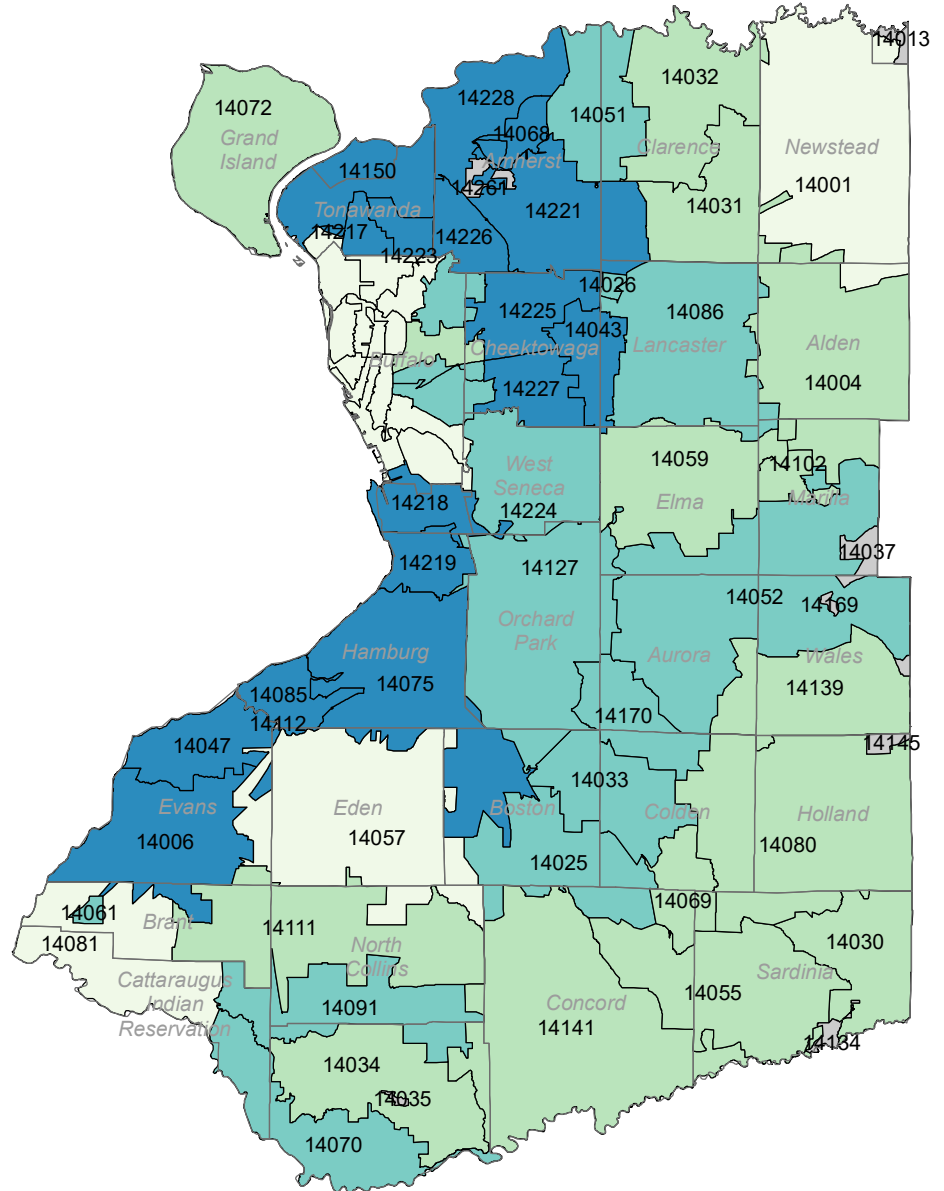 14013
14032
14072
14228
14051
Grand
Island
14068
Clarence
Newstead
Amherst
14150
14261
14001
14031
Tonawanda
14221
14217
14226
14223
14026
14225
14086
14043
Buffalo
Cheektowaga
Lancaster
Alden
14227
14004
West
Seneca
14059
14102
14218
Elma
Marilla
14224
14219
14127
14037
14052
14169
Orchard
Park
Hamburg
Aurora
Wales
14075
14139
14085
14170
14112
14047
14145
14033
Evans
Eden
Boston
Colden
Holland
14006
14057
14080
14025
14061
14069
Brant
14111
14081
North
Collins
14030
Cattaraugus
Indian
Reservation
Sardinia
14055
14091
Concord
14141
14134
14034
14035
14070